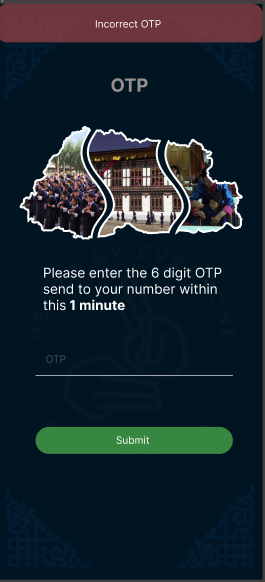 Incorrect OTP
OTP
Please enter the 6 digit OTP
send to your number within
this 1 minute
OTP
Submit